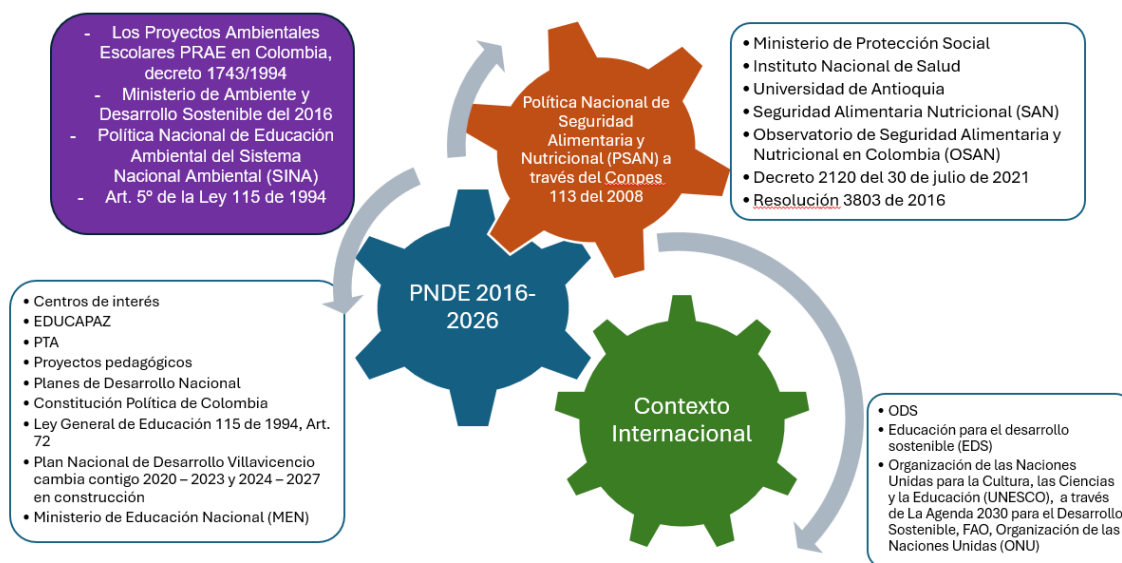 - Los Proyectos Ambientales
Escolares PRAE en Colombia,
decreto 1743/1994
- Ministerio de Ambiente y
Desarrollo Sostenible del 2016
- Política Nacional de Educación
Ambiental del Sistema
Nacional Ambiental (SINA)
- Art. 5º de la Ley 115 de 1994
Política Nacional de
Seguridad
Alimentaria y
Nutricional (PSAN) a
través del Conpes
113 del 2008
• Ministerio de Protección Social
• Instituto Nacional de Salud
• Universidad de Antioquia
• Seguridad Alimentaria Nutricional (SAN)
• Observatorio de Seguridad Alimentaria y
Nutricional en Colombia (OSAN)
• Decreto 2120 del 30 de julio de 2021
• Resolución 3803 de 2016
PNDE 2016-
2026
• Centros de interés
• EDUCAPAZ
• PTA
• Proyectos pedagógicos
• Planes de Desarrollo Nacional
• Constitución Política de Colombia
• Ley General de Educación 115 de 1994, Art.
72
• Plan Nacional de Desarrollo Villavicencio
cambia contigo 2020 – 2023 y 2024 – 2027
en construcción
• Ministerio de Educación Nacional (MEN)
Contexto
Internacional
• ODS
• Educación para el desarrollo
sostenible (EDS)
• Organización de las Naciones
Unidas para la Cultura, las Ciencias
y la Educación (UNESCO), a través
de La Agenda 2030 para el Desarrollo
Sostenible, FAO, Organización de las
Naciones Unidas (ONU)